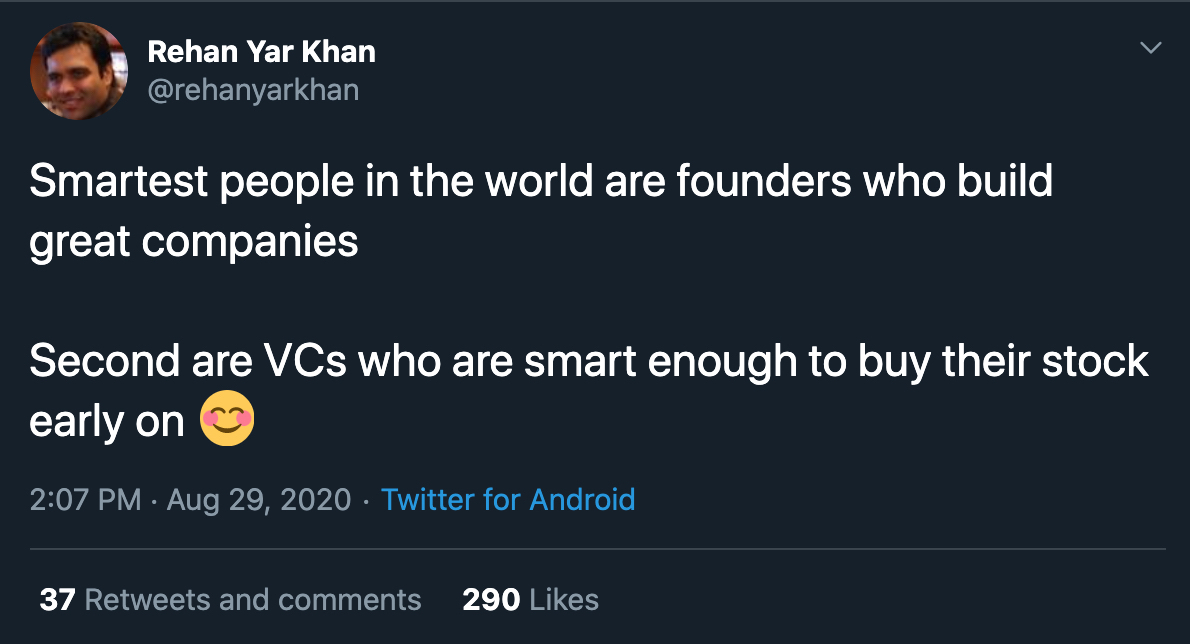 Rehan Yar Khan
@rehanyarkhan
Smartest people in the world are founders who build
great companies
Second are VCs who are smart enough to buy their stock
early on 😊
2:07 PM · Aug 29, 2020 · Twitter for Android
37 Retweets and comments 290 Likes